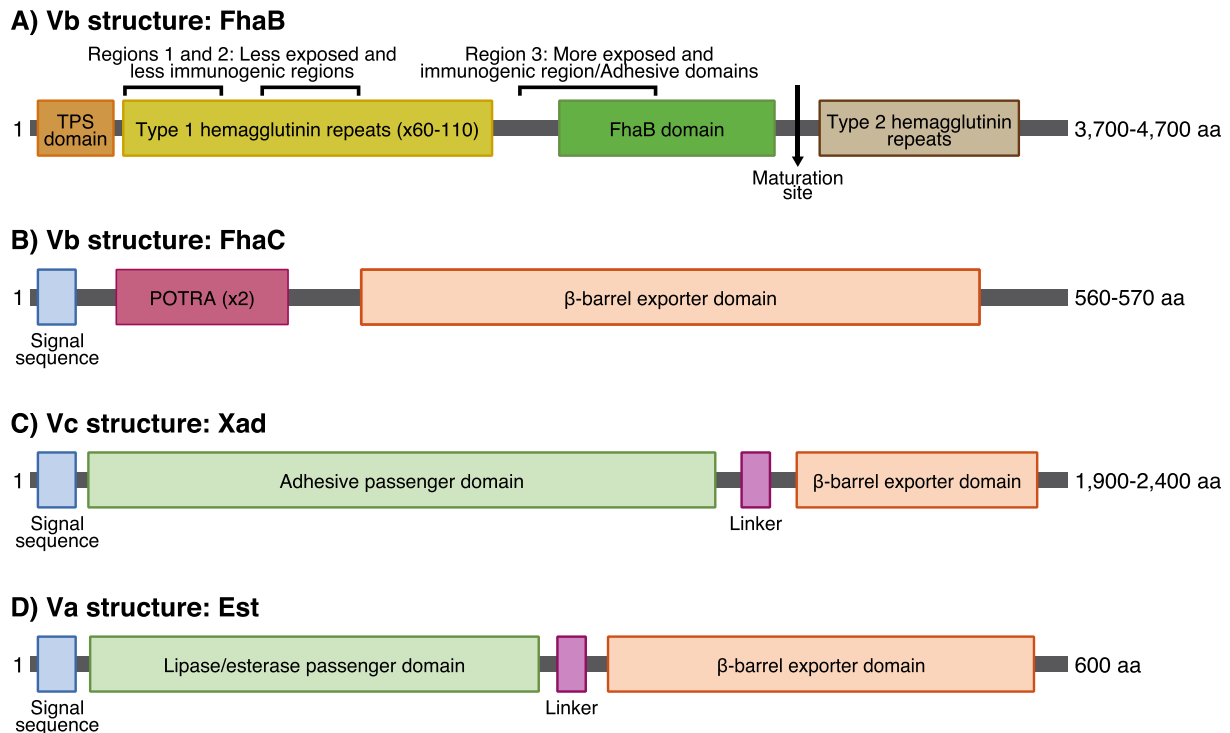 A) Vb structure: FhaB
Regions 1 and 2: Less exposed and
less immunogenic regions
Region 3: More exposed and
immunogenic region/Adhesive domains
1
TPS
domain
Type 1 hemagglutinin repeats (x60-110)
FhaB domain
Type 2 hemagglutinin
repeats
3,700-4,700 aa
Maturation
site
B) Vb structure: FhaC
1
POTRA (x2)
β-barrel exporter domain
560-570 aa
Signal
sequence
C) Vc structure: Xad
1
Adhesive passenger domain
β-barrel exporter domain
1,900-2,400 aa
Signal
sequence
Linker
D) Va structure: Est
1
Lipase/esterase passenger domain
β-barrel exporter domain
600 aa
Signal
sequence
Linker